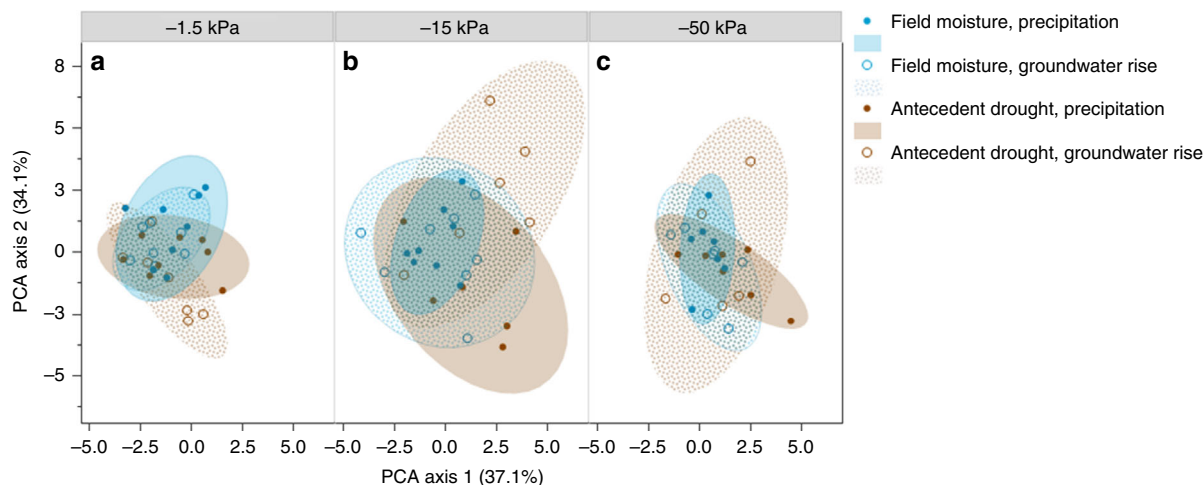 −1.5 kPa
−15 kPa
−50 kPa
a
b
c
8
5
3
0
−3
−5
PCA axis 2 (34.1%)
−5.0 −2.5 0.0 2.5 5.0
−5.0 −2.5 0.0 2.5 5.0
−5.0 −2.5 0.0 2.5 5.0
PCA axis 1 (37.1%)
Field moisture, precipitation
Field moisture, groundwater rise
Antecedent drought, precipitation
Antecedent drought, groundwater rise